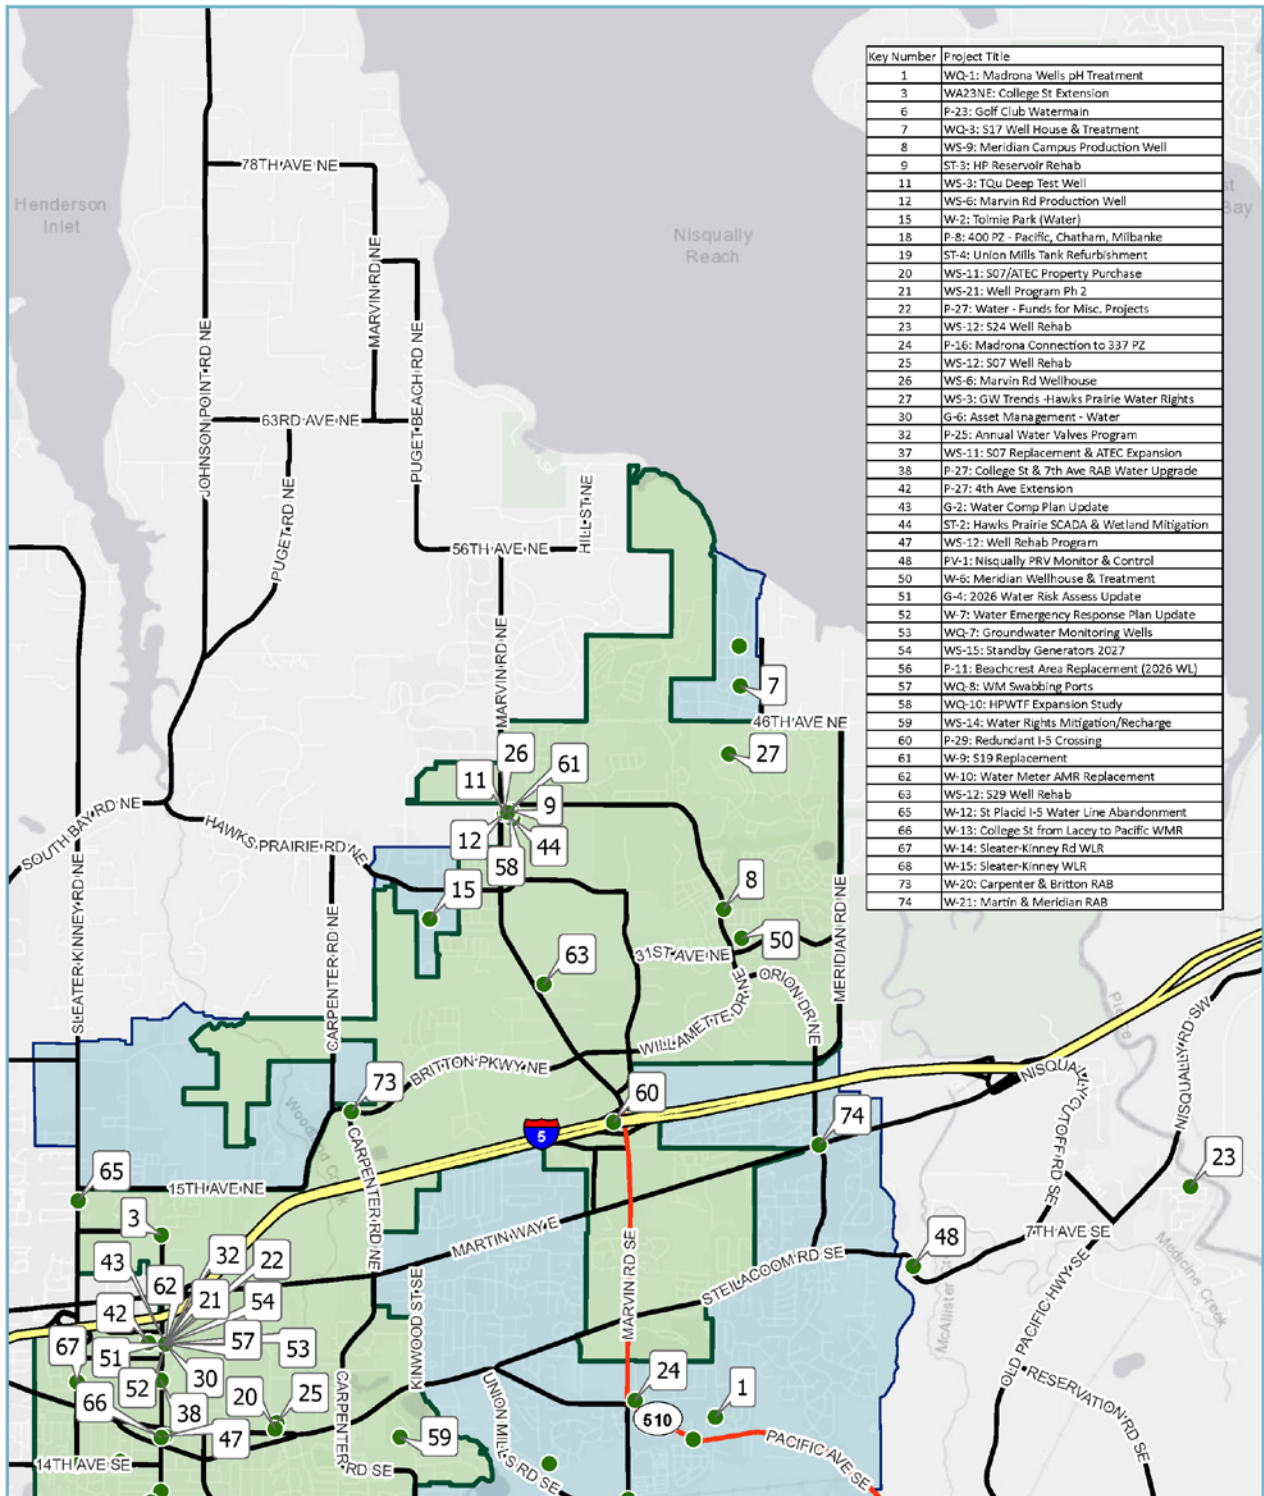 Key Number Project Title
1 WQ-1: Madrona Wells pH Treatment
3 WA23NE: College St Extension
6 P-23: Golf Club Watermain
7 WQ-3: S17 Well House & Treatment
8 WS-9: Meridian Campus Production Well
9 ST-3: HP Reservoir Rehab
11 WS-3: TQu Deep Test Well
12 WS-6: Marvin Rd Production Well
15 W-2: Tolmie Park (Water)
18 P-8: 400 PZ - Pacific, Chatham, Milbanke
19 ST-4: Union Mills Tank Refurbishment
20 WS-11: S07/ATEC Property Purchase
21 WS-21: Well Program Ph 2
22 P-27: Water - Funds for Misc. Projects
23 WS-12: S24 Well Rehab
24 P-16: Madrona Connection to 337 PZ
25 WS-12: S07 Well Rehab
26 WS-6: Marvin Rd Wellhouse
27 WS-3: GW Trends -Hawks Prairie Water Rights
30 G-6: Asset Management - Water
32 P-25: Annual Water Valves Program
37 WS-11: S07 Replacement & ATEC Expansion
38 P-27: College St & 7th Ave RAB Water Upgrade
42 P-27: 4th Ave Extension
43 G-2: Water Comp Plan Update
44 ST-2: Hawks Prairie SCADA & Wetland Mitigation
47 WS-12: Well Rehab Program
48 PV-1: Nisqually PRV Monitor & Control
50 W-6: Meridian Wellhouse & Treatment
51 G-4: 2026 Water Risk Assess Update
52 W-7: Water Emergency Response Plan Update
53 WQ-7: Groundwater Monitoring Wells
54 WS-15: Standby Generators 2027
56 P-11: Beachcrest Area Replacement (2026 WL)
57 WQ-8: WM Swabbing Ports
58 WQ-10: HPWTF Expansion Study
59 WS-14: Water Rights Mitigation/Recharge
60 P-29: Redundant I-5 Crossing
61 W-9: S19 Replacement
62 W-10: Water Meter AMR Replacement
63 WS-12: S29 Well Rehab
65 W-12: St Placid I-5 Water Line Abandonment
66 W-13: College St from Lacey to Pacific WMR
67 W-14: Sleater-Kinney Rd WLR
68 W-15: Sleater-Kinney WLR
73 W-20: Carpenter & Britton RAB
74 W-21: Martin & Meridian RAB
Henderson
Inlet
Nisqually
Reach
st
Bay
78TH AVE NE
MARVIN RD NE
JOHNSON POINT RD NE
PUGET BEACH RD NE
63RD AVE NE
PUGET RD NE
HILL ST NE
56TH AVE NE
MARVIN RD NE
7
46TH AVE NE
27
26
61
11
9
12
44
58
SOUTH BAY RD NE
HAWKS PRAIRIE RD NE
SLEATER KINNEY RD NE
CARPENTER RD NE
15
8
50
63
31ST AVE NE
MERIDIAN RD NE
ORION DR NE
WILLAMETTE DR NE
BRITTON PKWY NE
73
60
5
74
Woodland Creek
CARPENTER RD NE
NISQUALLY CUTOFF RD SE
NISQUALLY RD SW
23
65
15TH AVE NE
3
MARTIN WAY E
MARVIN RD SE
STEILACOOM RD SE
48
7TH AVE SE
Medicine Creek
OLD PACIFIC HWY SE
RESERVATION RD SE
43
32
22
62
21
54
42
57
53
67
51
30
52
20
25
66
38
47
59
KINWOOD ST SE
CARPENTER RD SE
UNION MILLS RD SE
14TH AVE SE
24
1
510
PACIFIC AVE SE